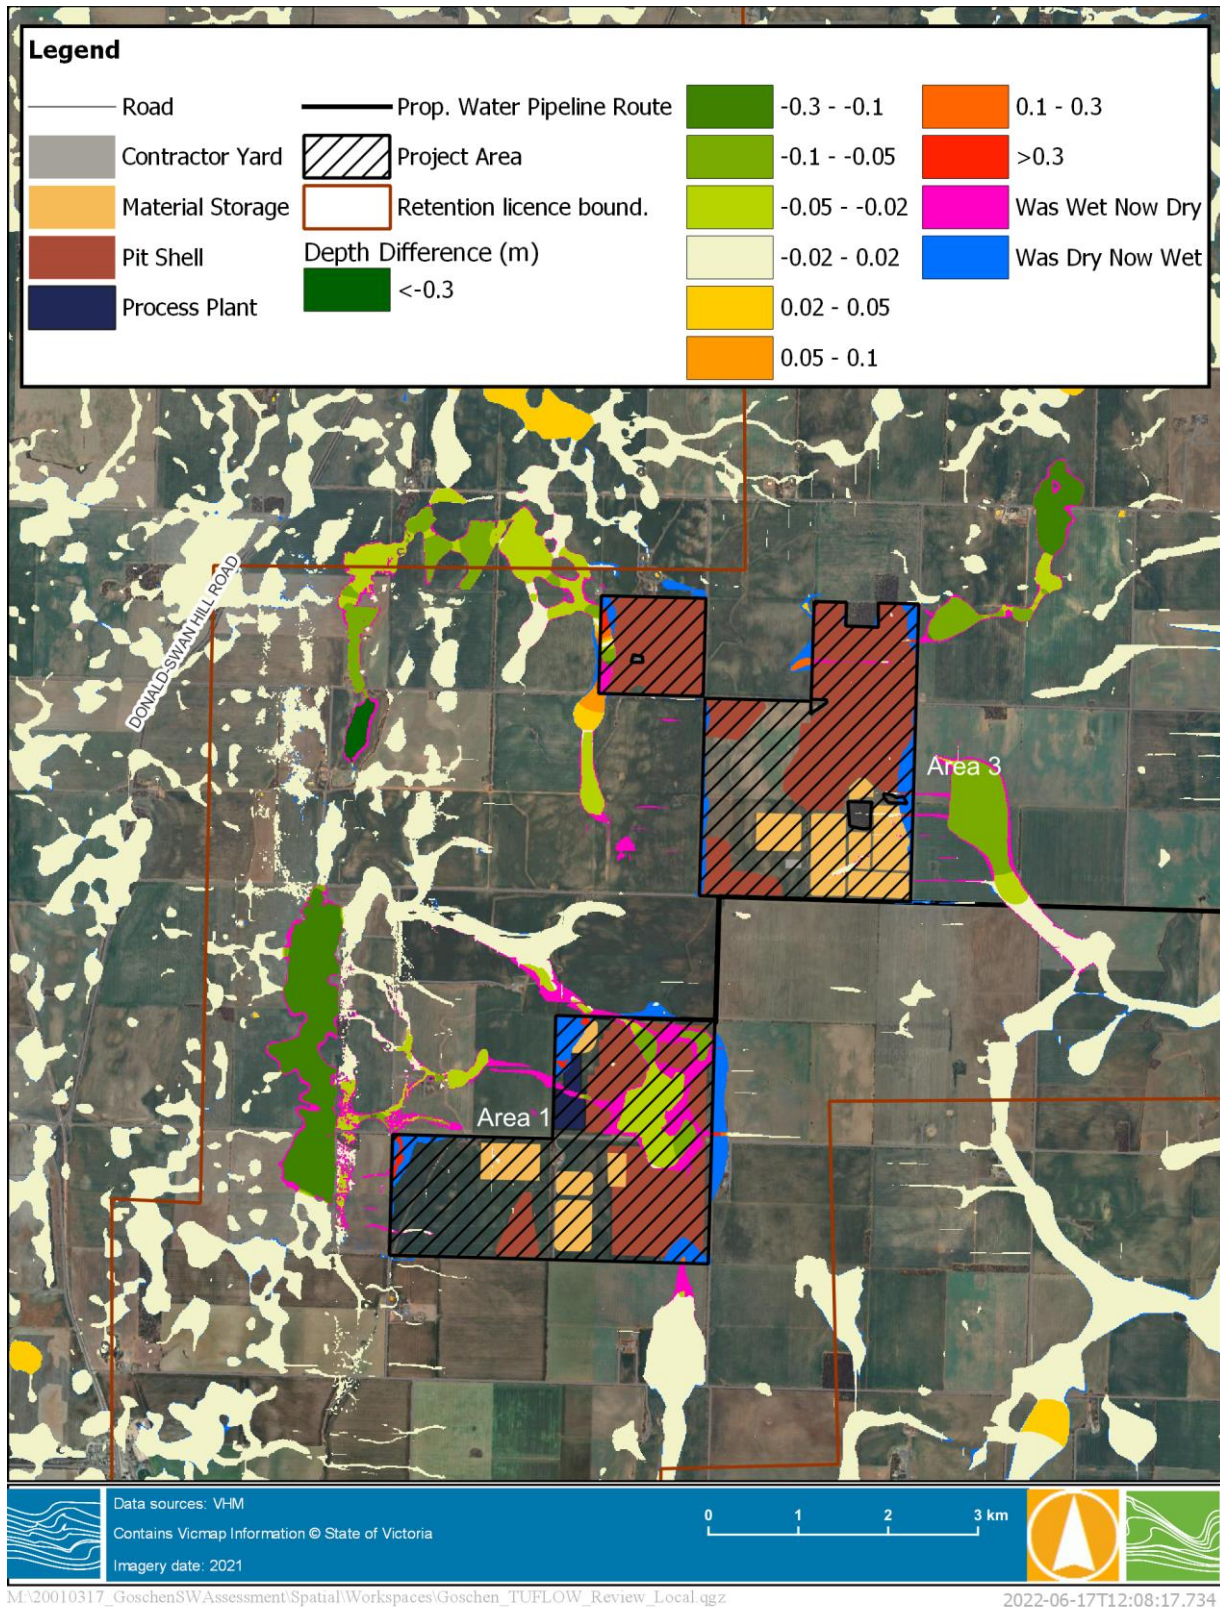 Legend
Road
Contractor Yard
Material Storage
Pit Shell
Process Plant
Prop. Water Pipeline Route
Project Area
Retention licence bound.
Depth Difference (m)
<-0.3
-0.3 - -0.1
-0.1 - -0.05
-0.05 - -0.02
-0.02 - 0.02
0.02 - 0.05
0.05 - 0.1
0.1 - 0.3
>0.3
Was Wet Now Dry
Was Dry Now Wet
DONALD-SWAN HILL ROAD
Area 3
Area 1
Data sources: VHM
Contains Vicmap Information © State of Victoria
Imagery date: 2021
0 1 2 3 km
M:\20010317_GoschenSWAssessment\Spatial\Workspaces\Goschen_TUFLOW_Review_Local.qgz
2022-06-17T12:08:17.734